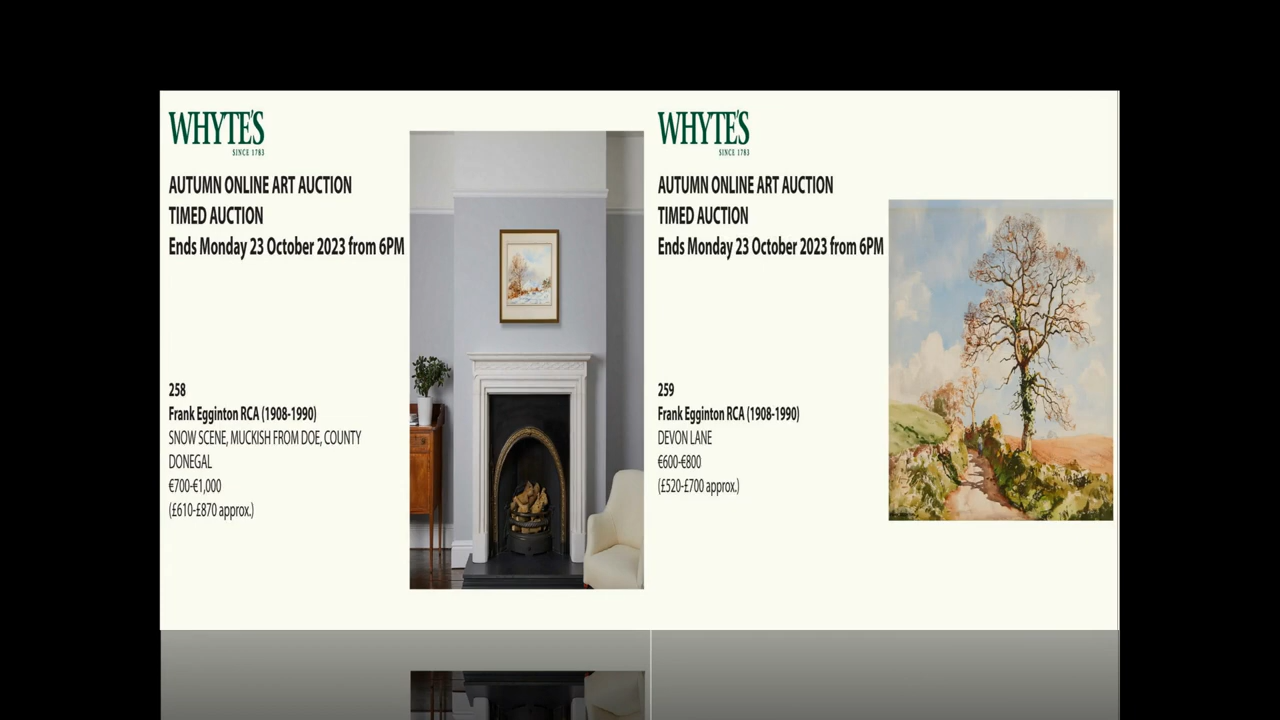 WHYTE'S
SINCE 1783
AUTUMN ONLINE ART AUCTION
TIMED AUCTION
Ends Monday 23 October 2023 from 6PM
258
Frank Egginton RCA (1908-1990)
SNOW SCENE, MUCKISH FROM DOE, COUNTY
DONEGAL
€700-€1,000
(£610-£870 approx.)
WHYTE'S
SINCE 1783
AUTUMN ONLINE ART AUCTION
TIMED AUCTION
Ends Monday 23 October 2023 from 6PM
259
Frank Egginton RCA (1908-1990)
DEVON LANE
€600-€800
(£520-£700 approx.)